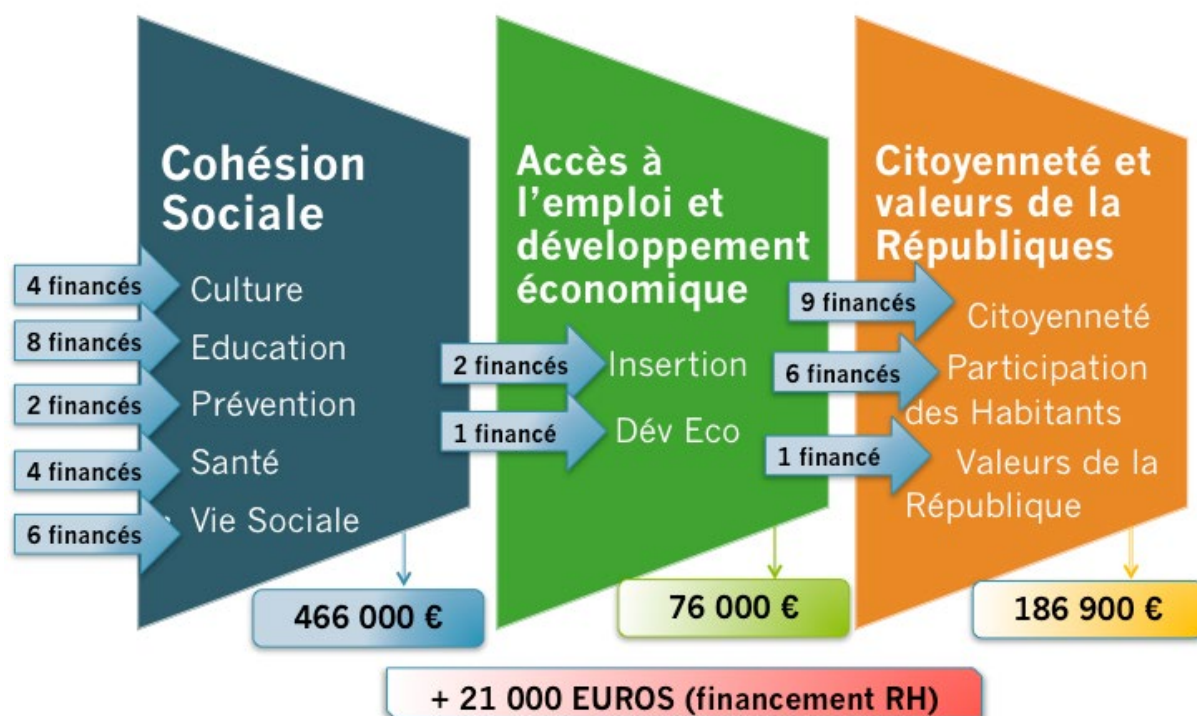 Cohésion
Sociale
4 financés
Culture
8 financés
Education
2 financés
Prévention
4 financés
Santé
6 financés
Vie Sociale
466 000 €
Accès à
l'emploi et
développement
économique
2 financés
Insertion
1 financé
Dév Eco
76 000 €
Citoyenneté et
valeurs de la
Républiques
9 financés
Citoyenneté
6 financés
Participation
des Habitants
1 financé
Valeurs de la
République
186 900 €
+ 21 000 EUROS (financement RH)